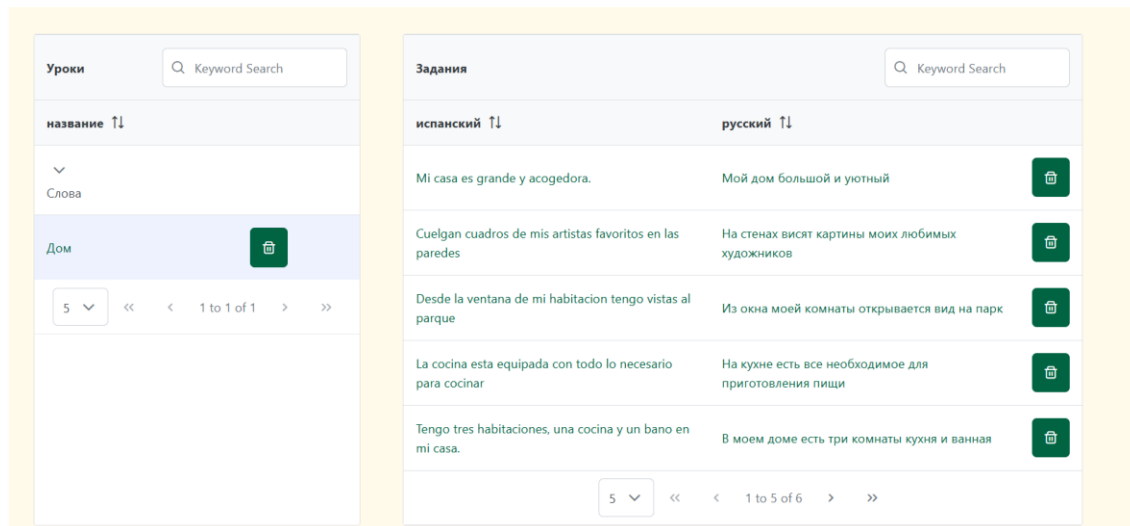 Уроки
Keyword Search
название
Слова
Дом
5
1 to 1 of 1
Задания
Keyword Search
испанский
русский
Mi casa es grande y acogedora.
Мой дом большой и уютный
Cuelgan cuadros de mis artistas favoritos en las
paredes
На стенах висят картины моих любимых
художников
Desde la ventana de mi habitacion tengo vistas al
parque
Из окна моей комнаты открывается вид на парк
La cocina esta equipada con todo lo necesario
para cocinar
На кухне есть все необходимое для
приготовления пищи
Tengo tres habitaciones, una cocina y un bano en
mi casa.
В моем доме есть три комнаты кухня и ванная
5
1 to 5 of 6